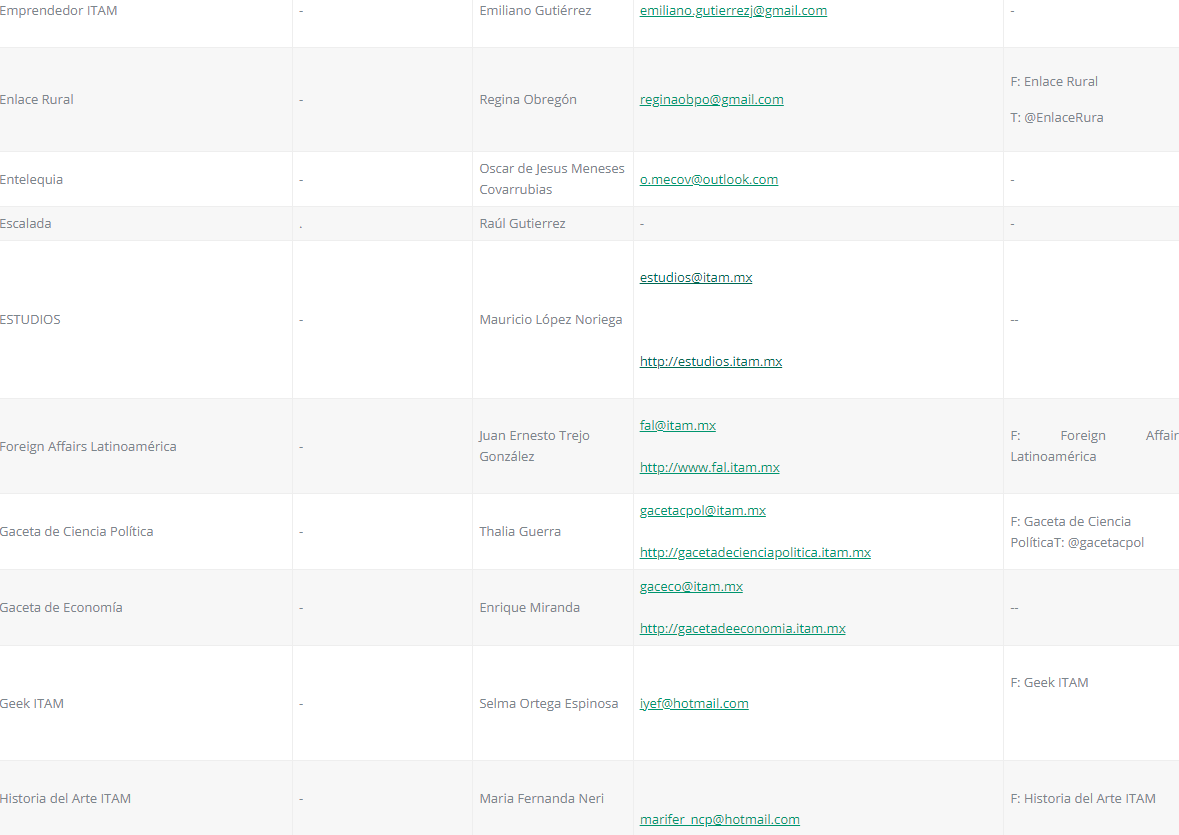 Emprendedor ITAM - Emiliano Gutiérrez emiliano.gutierrezj@gmail.com -
Enlace Rural - Regina Obregón reginaobpo@gmail.com
F: Enlace Rural
T: @EnlaceRura
Entelequia - Oscar de Jesus Meneses
Covarrubias
o.mecov@outlook.com -
Escalada . Raúl Gutierrez - -
ESTUDIOS - Mauricio López Noriega
estudios@itam.mx
http://estudios.itam.mx
--
Foreign Affairs Latinoamérica - Juan Ernesto Trejo
González
fal@itam.mx
http://www.fal.itam.mx
F: Foreign Affair
Latinoamérica
Gaceta de Ciencia Política - Thalia Guerra
gacetacpol@itam.mx
http://gacetadecienciapolitica.itam.mx
F: Gaceta de Ciencia
PolíticaT: @gacetacpol
Gaceta de Economía - Enrique Miranda
gaceco@itam.mx
http://gacetadeeconomia.itam.mx
--
Geek ITAM - Selma Ortega Espinosa iyef@hotmail.com
F: Geek ITAM
Historia del Arte ITAM - Maria Fernanda Neri
marifer_ncp@hotmail.com
F: Historia del Arte ITAM